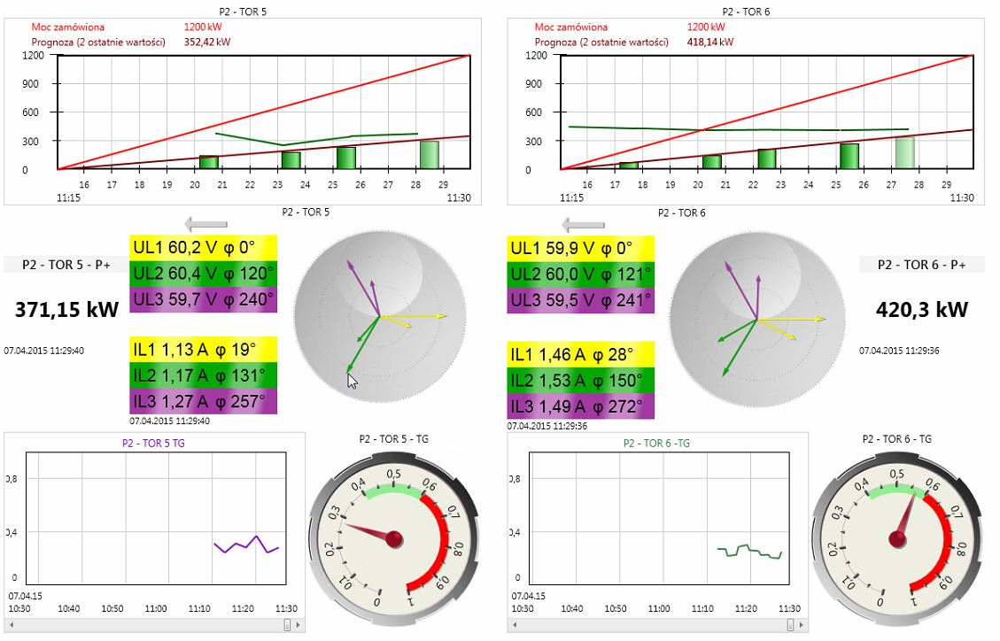 P2 - TOR 5
Moc zamówiona 1200 kW
Prognoza (2 ostatnie wartości) 352,42 kW
1200
900
600
300
0
16 17 18 19 20 21 22 23 24 25 26 27 28 29
11:15 11:30
P2 - TOR 6
Moc zamówiona 1200 kW
Prognoza (2 ostatnie wartości) 418,14 kW
1200
900
600
300
0
16 17 18 19 20 21 22 23 24 25 26 27 28 29
11:15 11:30
P2 - TOR 5
P2 - TOR 5 - P+
371,15 kW
07.04.2015 11:29:40
UL1 60,2 V φ 0°
UL2 60,4 V φ 120°
UL3 59,7 V φ 240°
IL1 1,13 A φ 19°
IL2 1,17 A φ 131°
IL3 1,27 A φ 257°
07.04.2015 11:29:40
P2 - TOR 6
UL1 59,9 V φ 0°
UL2 60,0 V φ 121°
UL3 59,5 V φ 241°
IL1 1,46 A φ 28°
IL2 1,53 A φ 150°
IL3 1,49 A φ 272°
07.04.2015 11:29:36
P2 - TOR 6 - P+
420,3 kW
07.04.2015 11:29:36
P2 - TOR 5 TG
0,8
0,4
0
07.04.15
10:30 10:40 10:50 11:00 11:10 11:20 11:30
P2 - TOR 5 - TG
0 0,1 0,2 0,3 0,4 0,5 0,6 0,7 0,8 0,9 1
P2 - TOR 6 -TG
0,8
0,4
0
07.04.15
10:30 10:40 10:50 11:00 11:10 11:20 11:30
P2 - TOR 6 - TG
0 0,1 0,2 0,3 0,4 0,5 0,6 0,7 0,8 0,9 1